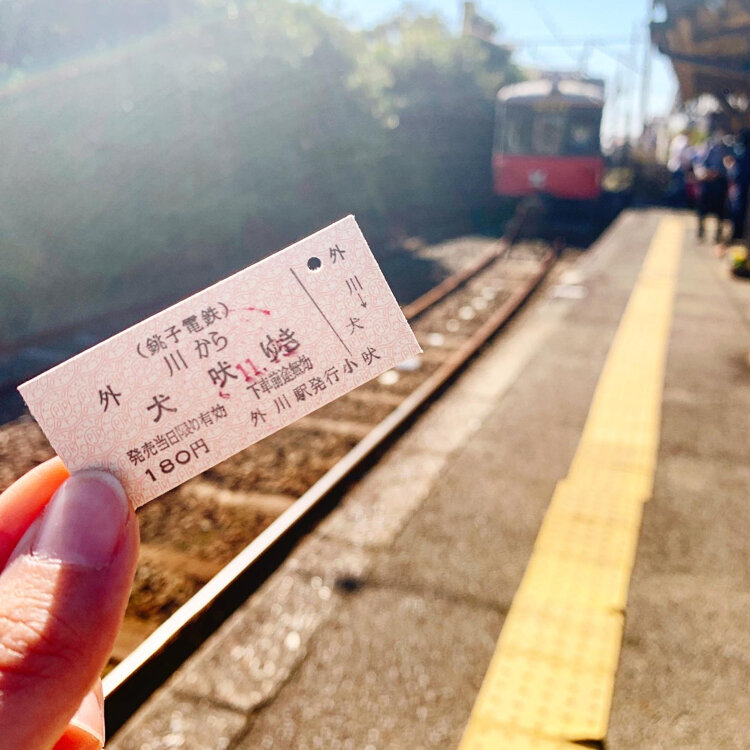 (銚子電鉄)
外川から
犬吠ゆき
11.
発売当日限り有効
下車前途無効
180円
外川駅発行
小
外川→犬吠